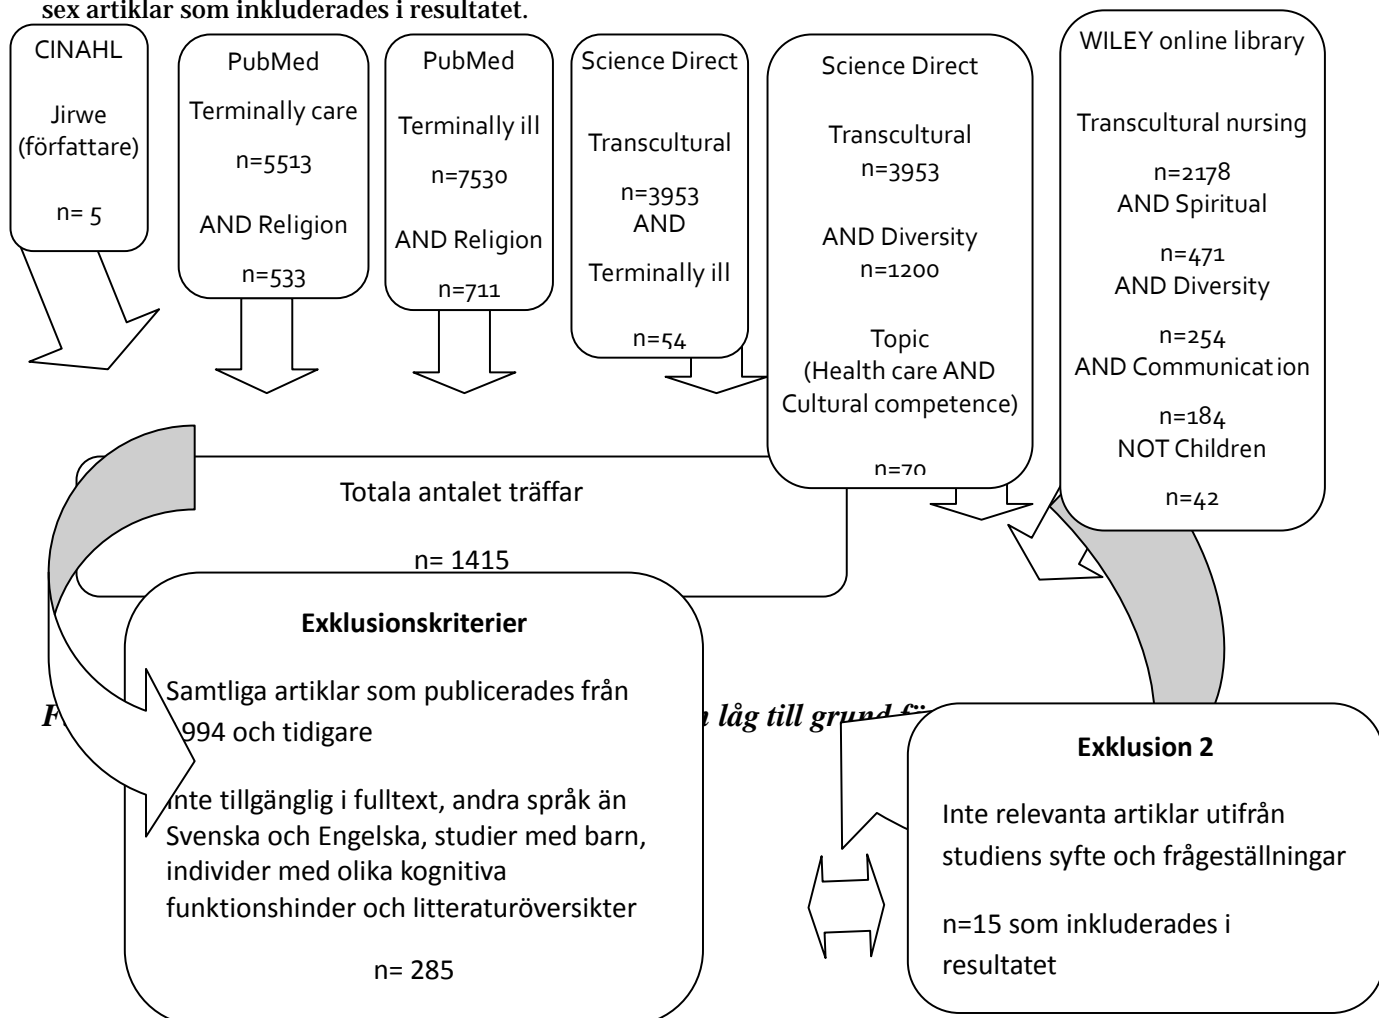 sex artiklar som inkluderades i resultatet.
CINAHL
Jirwe
(författare)
n= 5
PubMed
Terminally care
n=5513
AND Religion
n=533
PubMed
Terminally ill
n=7530
AND Religion
n=711
Science Direct
Transcultural
n=3953
AND
Terminally ill
n=54
Science Direct
Transcultural
n=3953
AND Diversity
n=1200
Topic
(Health care AND
Cultural competence)
n=70
WILEY online library
Transcultural nursing
n=2178
AND Spiritual
n=471
AND Diversity
n=254
AND Communication
n=184
NOT Children
n=42
Totala antalet träffar
n= 1415
Exklusionskriterier
Samtliga artiklar som publicerades från
994 och tidigare
Inte tillgänglig i fulltext, andra språk än
Svenska och Engelska, studier med barn,
individer med olika kognitiva
funktionshinder och litteraturöversikter
n= 285
låg till grund
Exklusion 2
Inte relevanta artiklar utifrån
studiens syfte och frågeställningar
n=15 som inkluderades i
resultatet